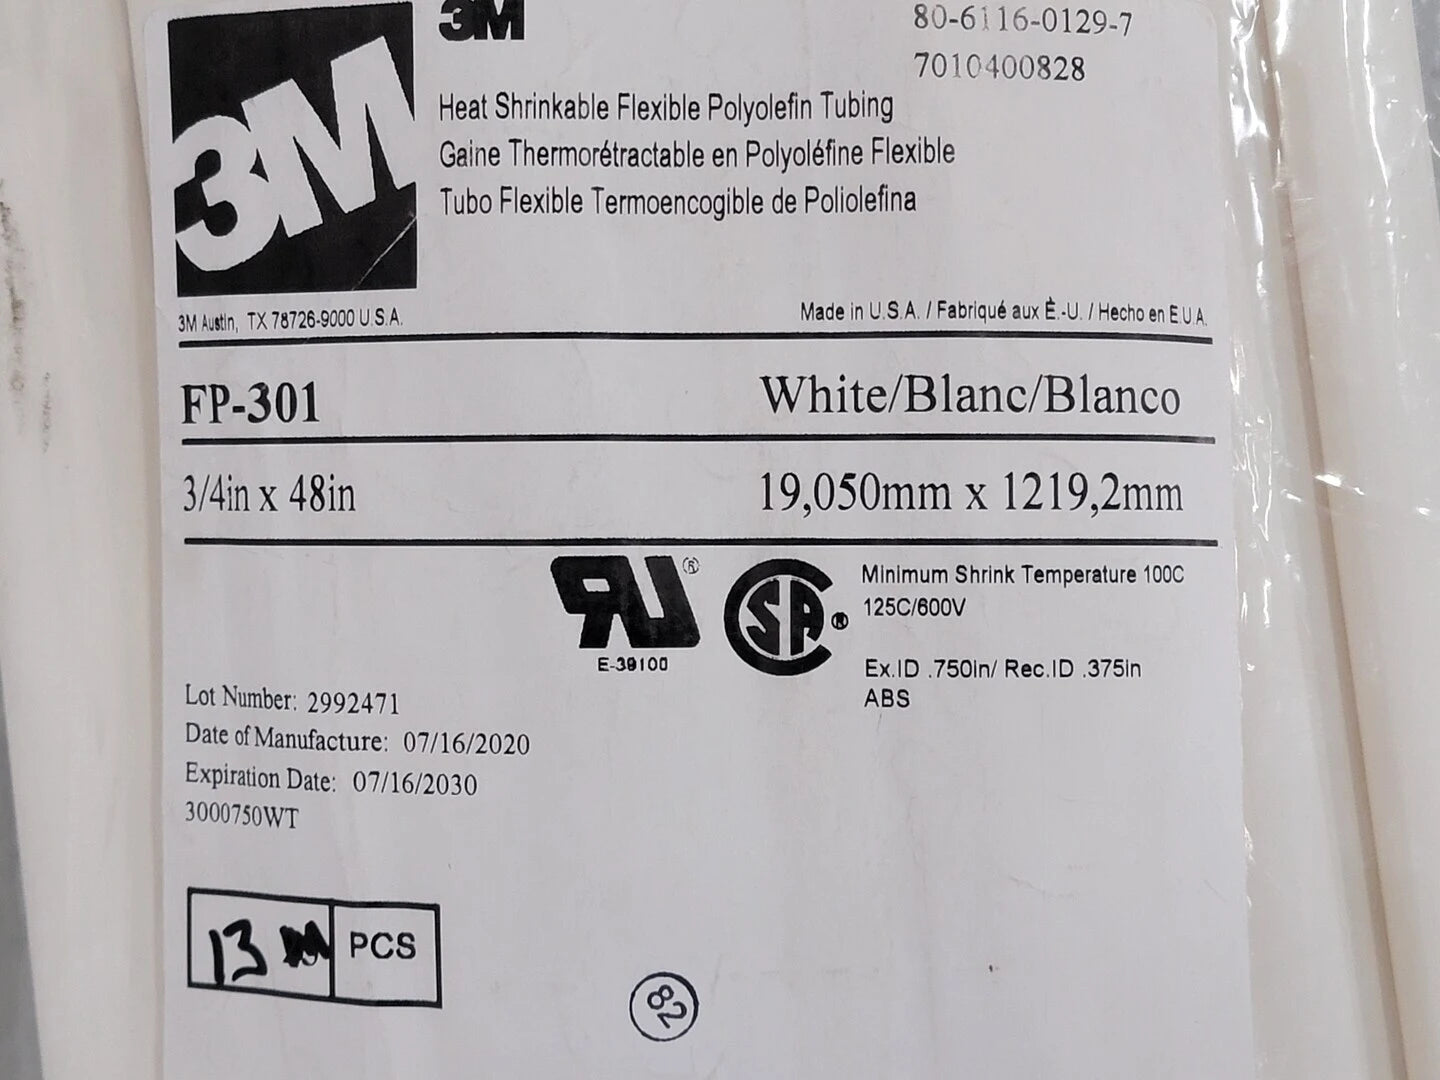 3M
80-6116-0129-7
7010400828
3M
Heat Shrinkable Flexible Polyolefin Tubing
Gaine Thermorétractable en Polyoléfine Flexible
Tubo Flexible Termoencogible de Poliolefina
3M Austin, TX 78726-9000 U.S.A.
Made in U.S.A. / Fabriqué aux É.-U. / Hecho en E.U.A.
FP-301
White/Blanc/Blanco
3/4in x 48in
19,050mm x 1219,2mm
RU®
E-39100
CSA®
Minimum Shrink Temperature 100C
125C/600V
Ex.ID .750in/ Rec.ID .375in
ABS
Lot Number: 2992471
Date of Manufacture: 07/16/2020
Expiration Date: 07/16/2030
3000750WT
13
PCS
82